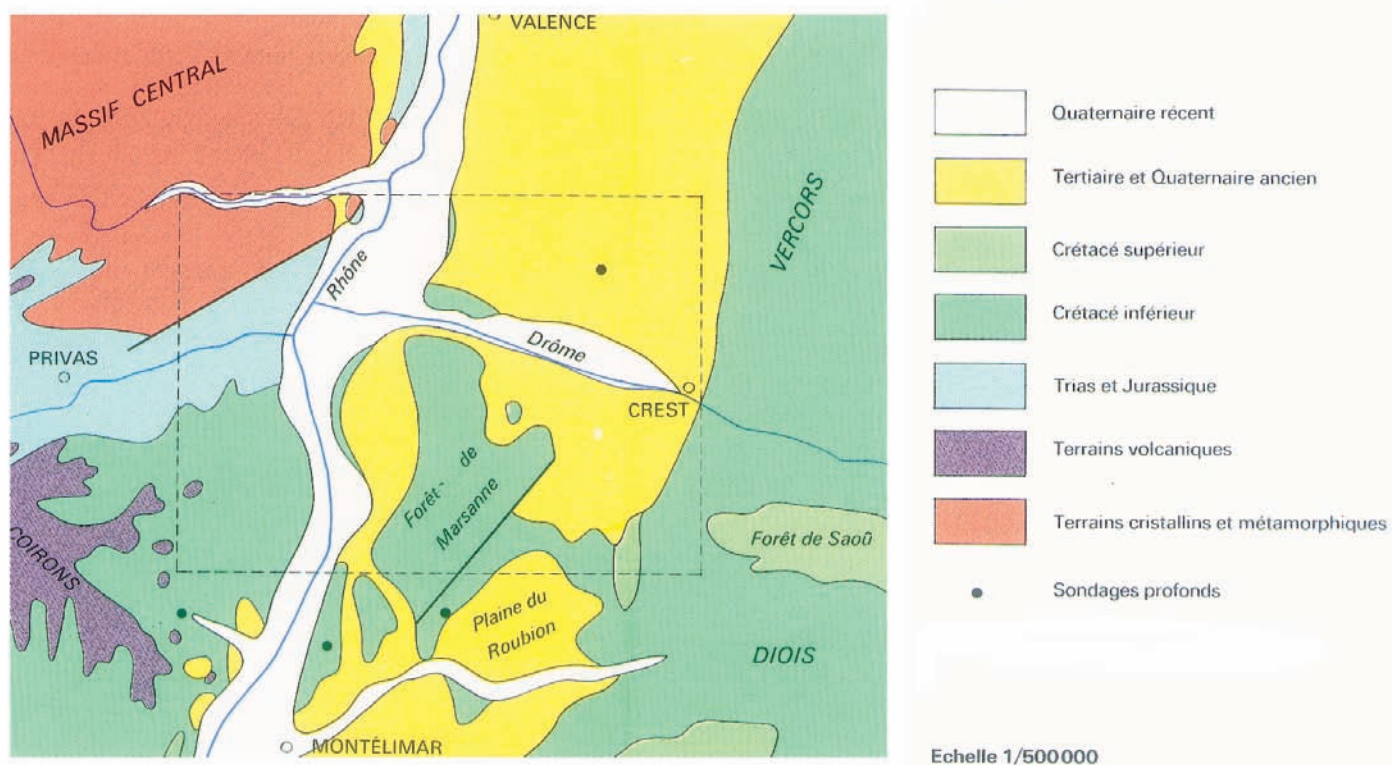 VALENCE
MASSIF CENTRAL
VERCORS
Rhône
PRIVAS
Drôme
CREST
Forêt-de
Marsanne
Forêt de Saoû
COIRONS
Plaine du
Roubion
DIOIS
MONTÉLIMAR
Quaternaire récent
Tertiaire et Quaternaire ancien
Crétacé supérieur
Crétacé inférieur
Trias et Jurassique
Terrains volcaniques
Terrains cristallins et métamorphiques
Sondages profonds
Echelle 1/500000